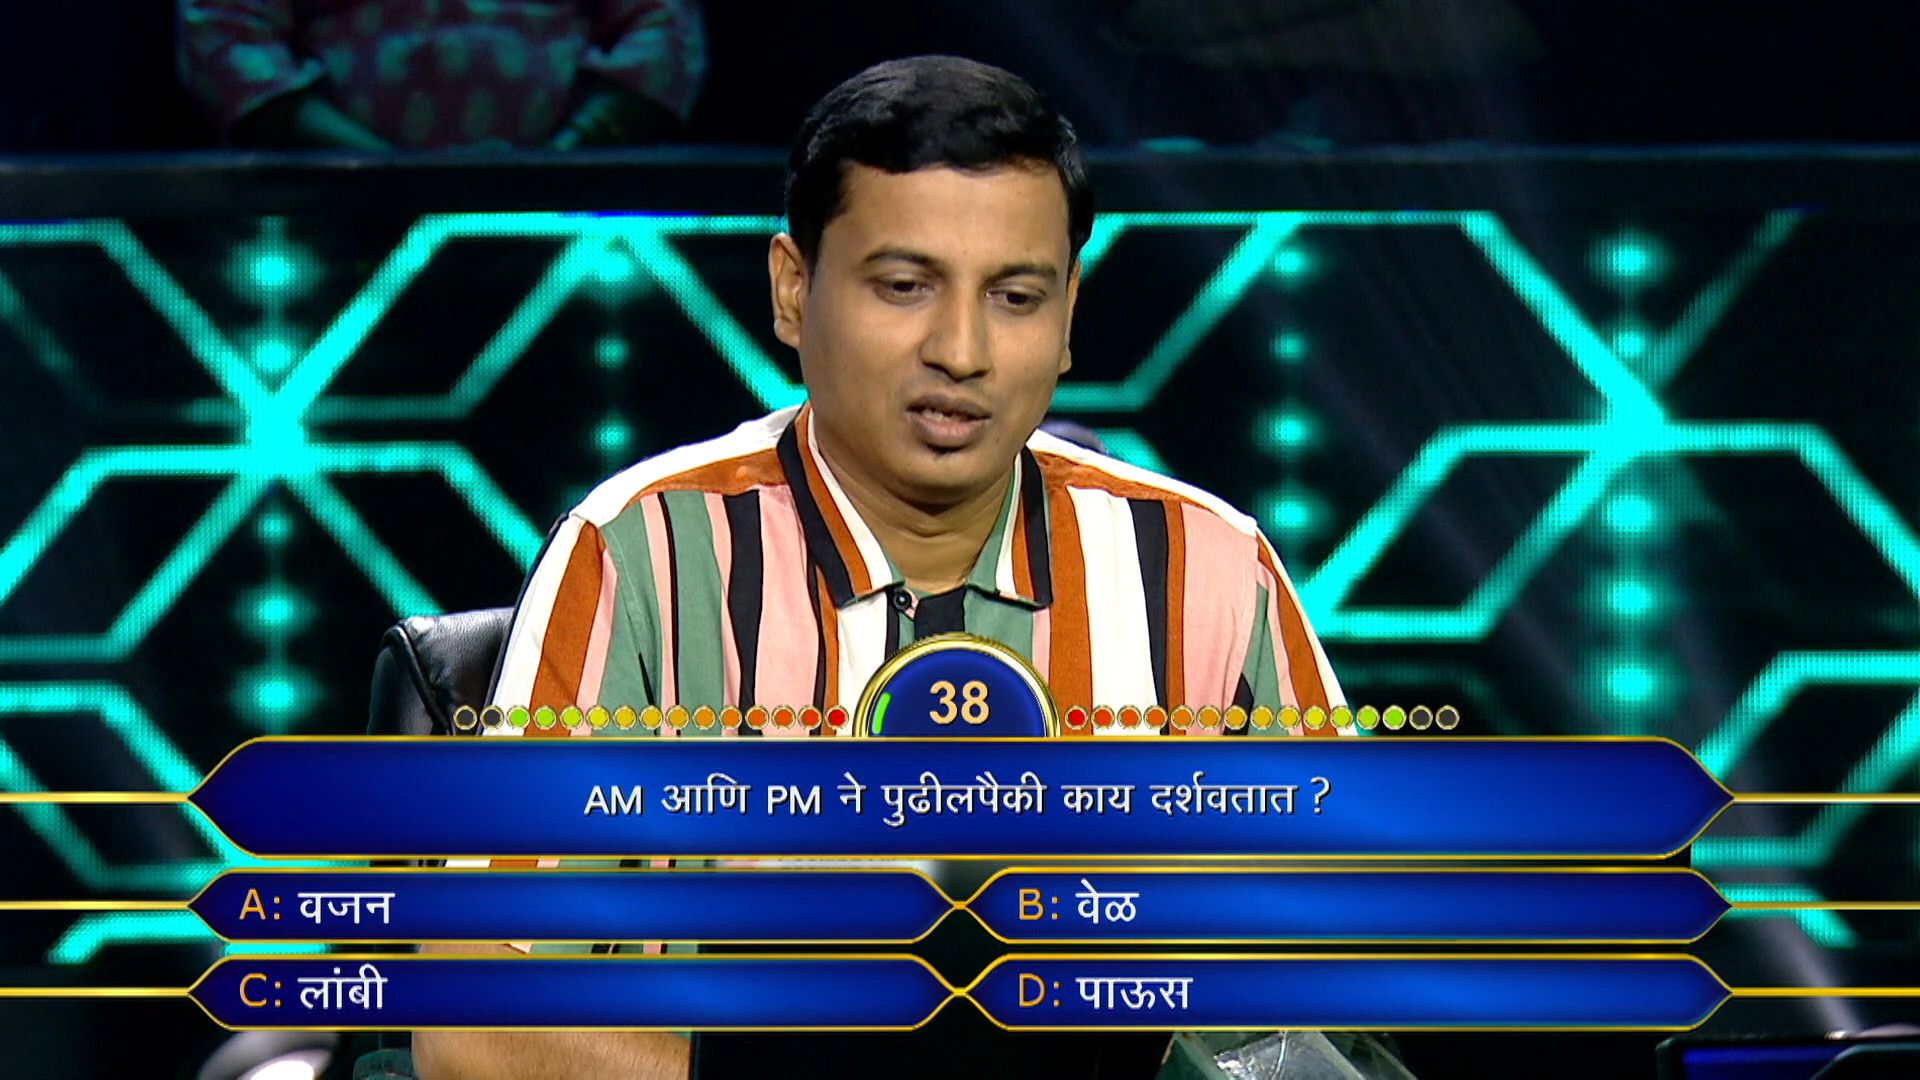 38
AM आणि PM ने पुढीलपैकी काय दर्शवतात ?
A: वजन
B: वेळ
C: लांबी
D: पाऊस